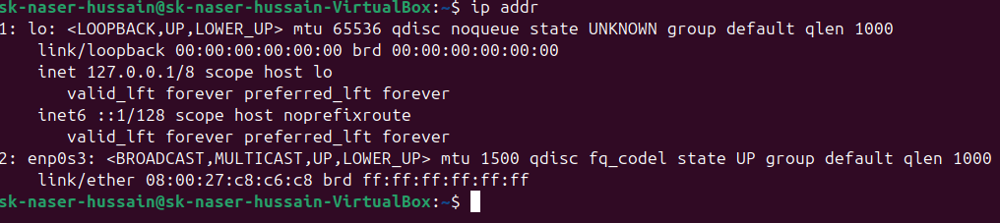 sk-naser-hussain@sk-naser-hussain-VirtualBox:~$ ip addr
1: lo: <LOOPBACK,UP,LOWER_UP> mtu 65536 qdisc noqueue state UNKNOWN group default qlen 1000
    link/loopback 00:00:00:00:00:00 brd 00:00:00:00:00:00
    inet 127.0.0.1/8 scope host lo
       valid_lft forever preferred_lft forever
    inet6 ::1/128 scope host noprefixroute
       valid_lft forever preferred_lft forever
2: enp0s3: <BROADCAST,MULTICAST,UP,LOWER_UP> mtu 1500 qdisc fq_codel state UP group default qlen 1000
    link/ether 08:00:27:c8:c6:c8 brd ff:ff:ff:ff:ff:ff
sk-naser-hussain@sk-naser-hussain-VirtualBox:~$